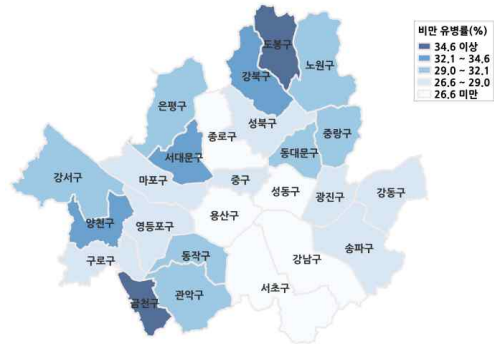 비만 유병률(%)
34,6 이상
32,1 ~ 34,6
29,0 ~ 32,1
26,6 ~ 29,0
26,6 미만
도봉구
노원구
강북구
은평구
성북구
종로구
중랑구
서대문구
동대문구
강서구
마포구
중구
성동구
강동구
광진구
양천구
용산구
영등포구
송파구
구로구
동작구
강남구
서초구
관악구
금천구